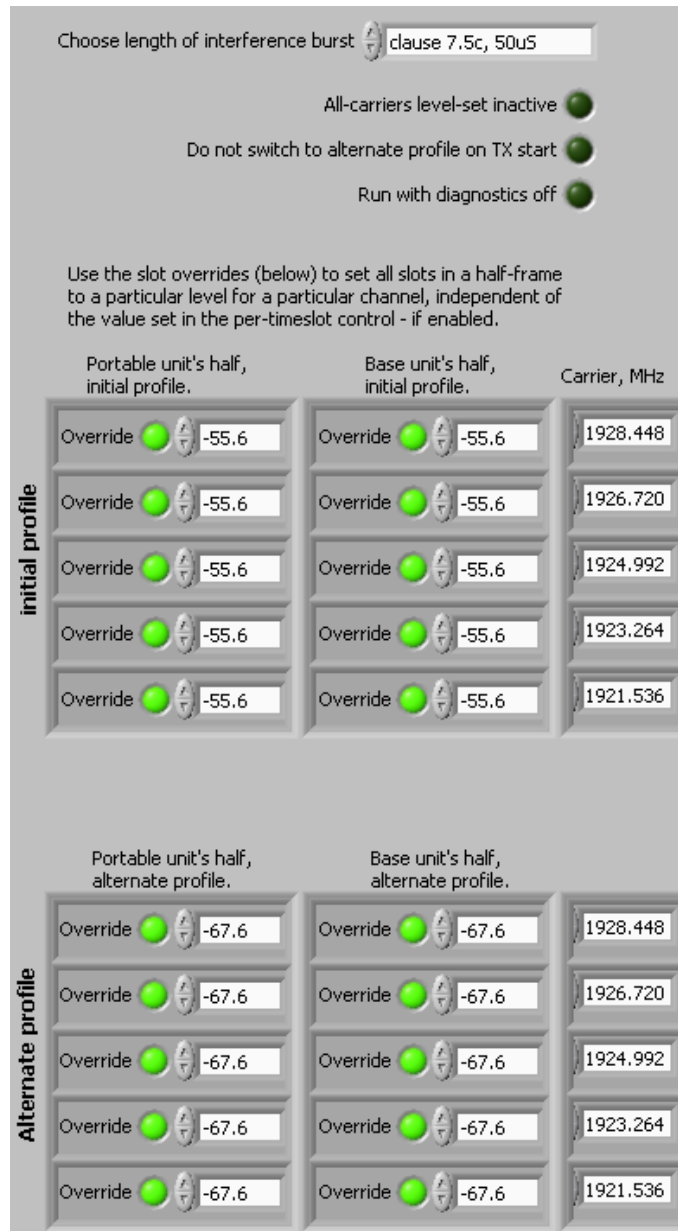 Choose length of interference burst clause 7.5c, 50uS
All-carriers level-set inactive
Do not switch to alternate profile on TX start
Run with diagnostics off
Use the slot overrides (below) to set all slots in a half-frame
to a particular level for a particular channel, independent of
the value set in the per-timeslot control - if enabled.
Portable unit's half,
initial profile.
Base unit's half,
initial profile.
Carrier, MHz
initial profile
Override -55.6 Override -55.6 1928.448
Override -55.6 Override -55.6 1926.720
Override -55.6 Override -55.6 1924.992
Override -55.6 Override -55.6 1923.264
Override -55.6 Override -55.6 1921.536
Portable unit's half,
alternate profile.
Base unit's half,
alternate profile.
Alternate profile
Override -67.6 Override -67.6 1928.448
Override -67.6 Override -67.6 1926.720
Override -67.6 Override -67.6 1924.992
Override -67.6 Override -67.6 1923.264
Override -67.6 Override -67.6 1921.536